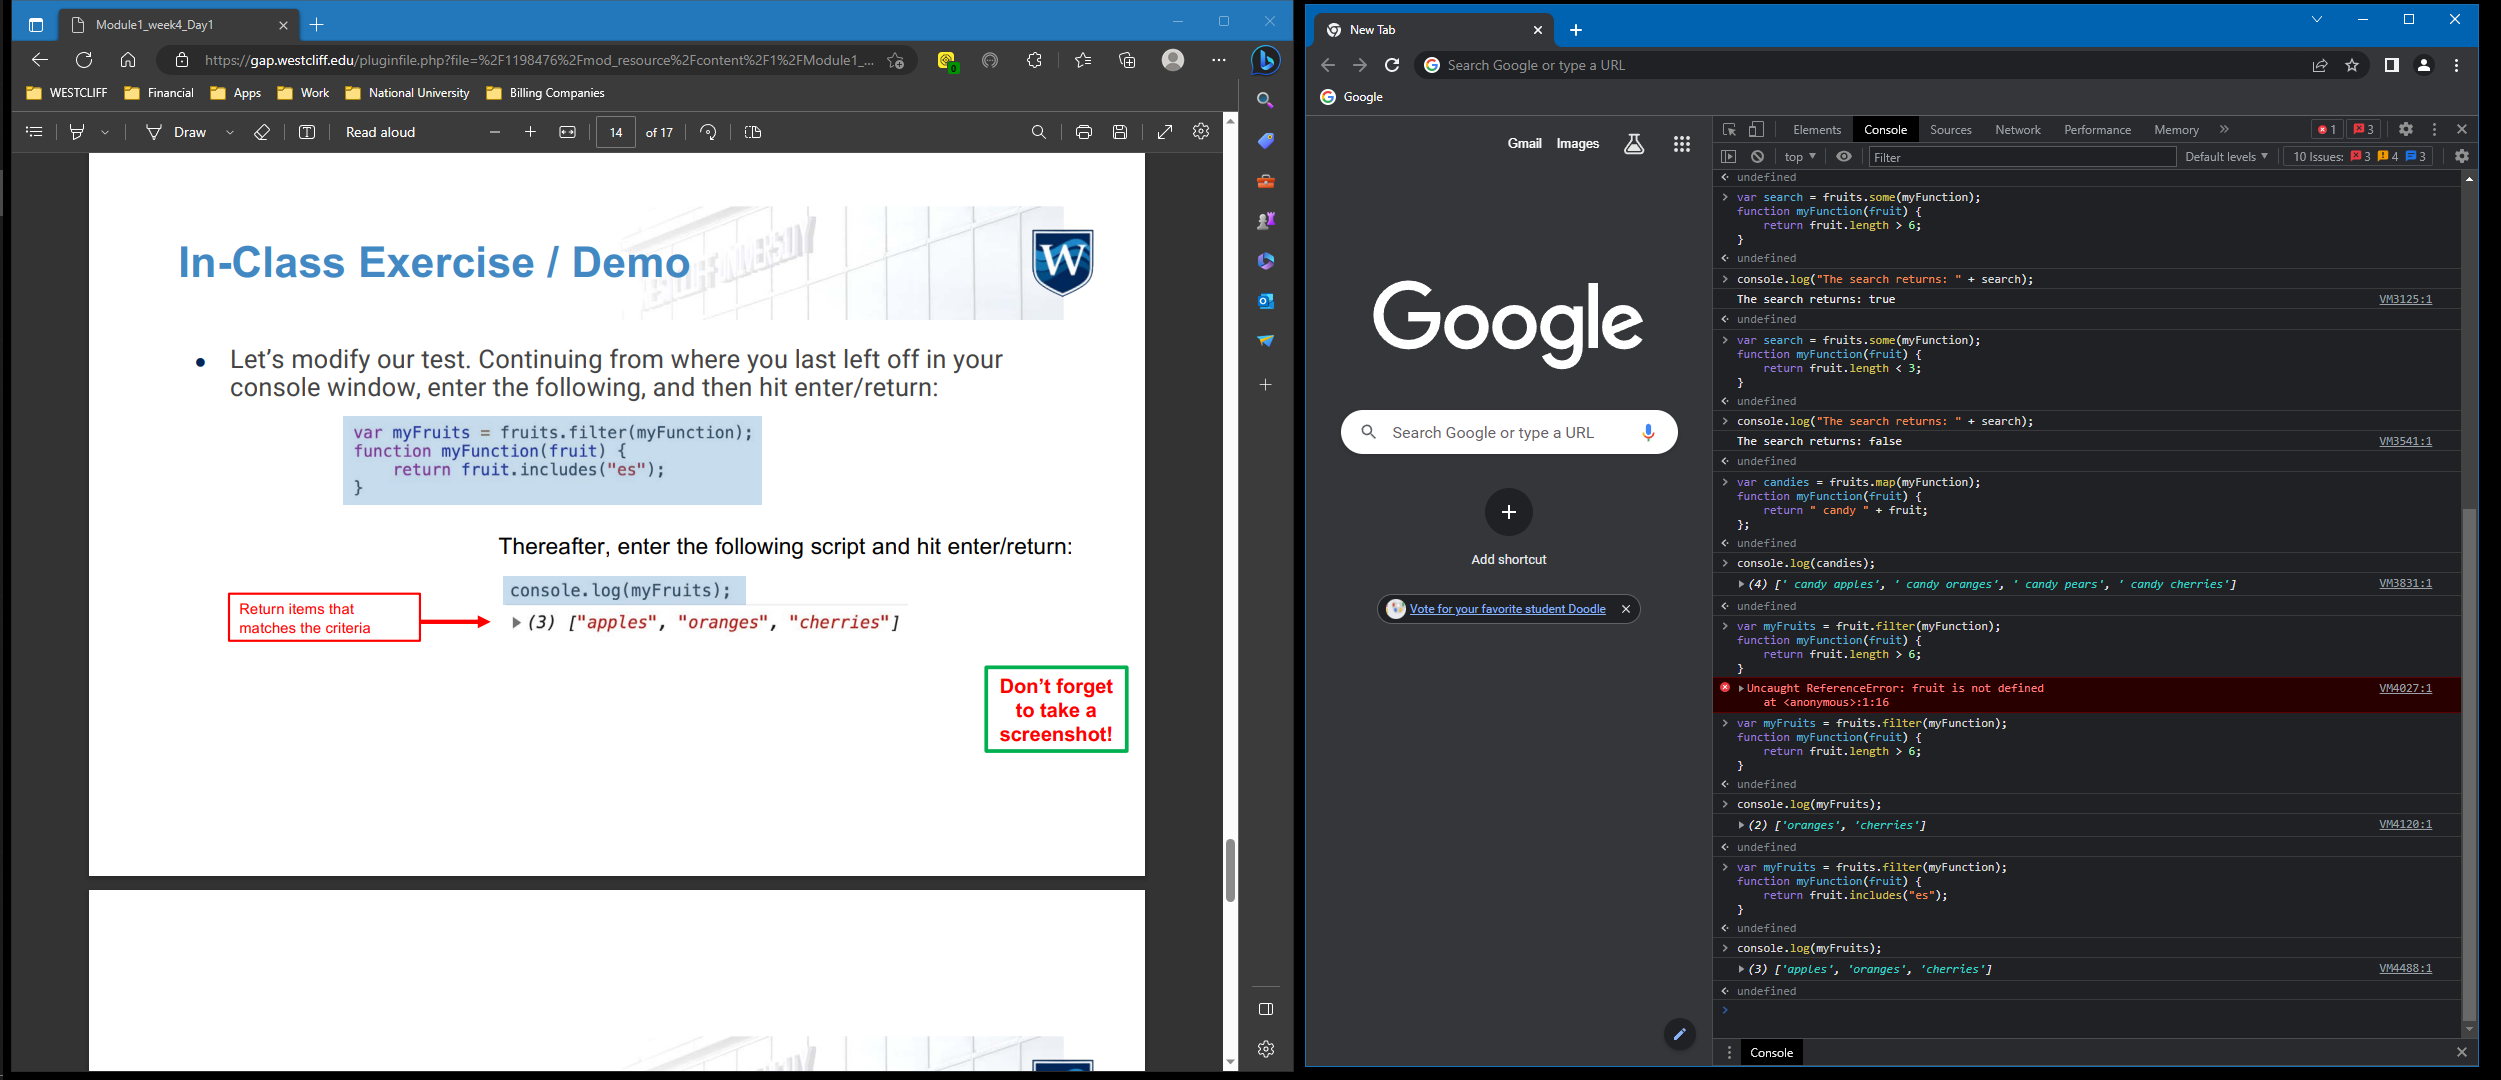 Module1_week4_Day1
https://gap.westcliff.edu/pluginfile.php?file=%2F1198476%2Fmod_resource%2Fcontent%2F1%2FModule1_...
WESTCLIFF Financial Apps Work National University Billing Companies
Draw Read aloud 14 of 17
In-Class Exercise / Demo
W
• Let's modify our test. Continuing from where you last left off in your
console window, enter the following, and then hit enter/return:
var myFruits = fruits.filter(myFunction);
function myFunction(fruit) {
return fruit.includes("es");
}
Thereafter, enter the following script and hit enter/return:
console.log(myFruits);
Return items that
matches the criteria
(3) ["apples", "oranges", "cherries"]
Don't forget
to take a
screenshot!
New Tab
Search Google or type a URL
Google
Gmail Images
Google
Search Google or type a URL
Add shortcut
Vote for your favorite student Doodle
Elements Console Sources Network Performance Memory 1 3
top Filter Default levels 10 Issues: 3 4 3
undefined
var search = fruits.some(myFunction);
function myFunction(fruit) {
return fruit.length > 6;
}
undefined
console.log("The search returns: " + search);
The search returns: true VM3125:1
undefined
var search = fruits.some(myFunction);
function myFunction(fruit) {
return fruit.length < 3;
}
undefined
console.log("The search returns: " + search);
The search returns: false VM3541:1
undefined
var candies = fruits.map(myFunction);
function myFunction(fruit) {
return " candy " + fruit;
};
undefined
console.log(candies);
(4) [' candy apples', ' candy oranges', ' candy pears', ' candy cherries'] VM3831:1
undefined
var myFruits = fruit.filter(myFunction);
function myFunction(fruit) {
return fruit.length > 6;
}
Uncaught ReferenceError: fruit is not defined VM4027:1
at <anonymous>:1:16
var myFruits = fruits.filter(myFunction);
function myFunction(fruit) {
return fruit.length > 6;
}
undefined
console.log(myFruits);
(2) ['oranges', 'cherries'] VM4120:1
undefined
var myFruits = fruits.filter(myFunction);
function myFunction(fruit) {
return fruit.includes("es");
}
undefined
console.log(myFruits);
(3) ['apples', 'oranges', 'cherries'] VM4488:1
undefined
Console